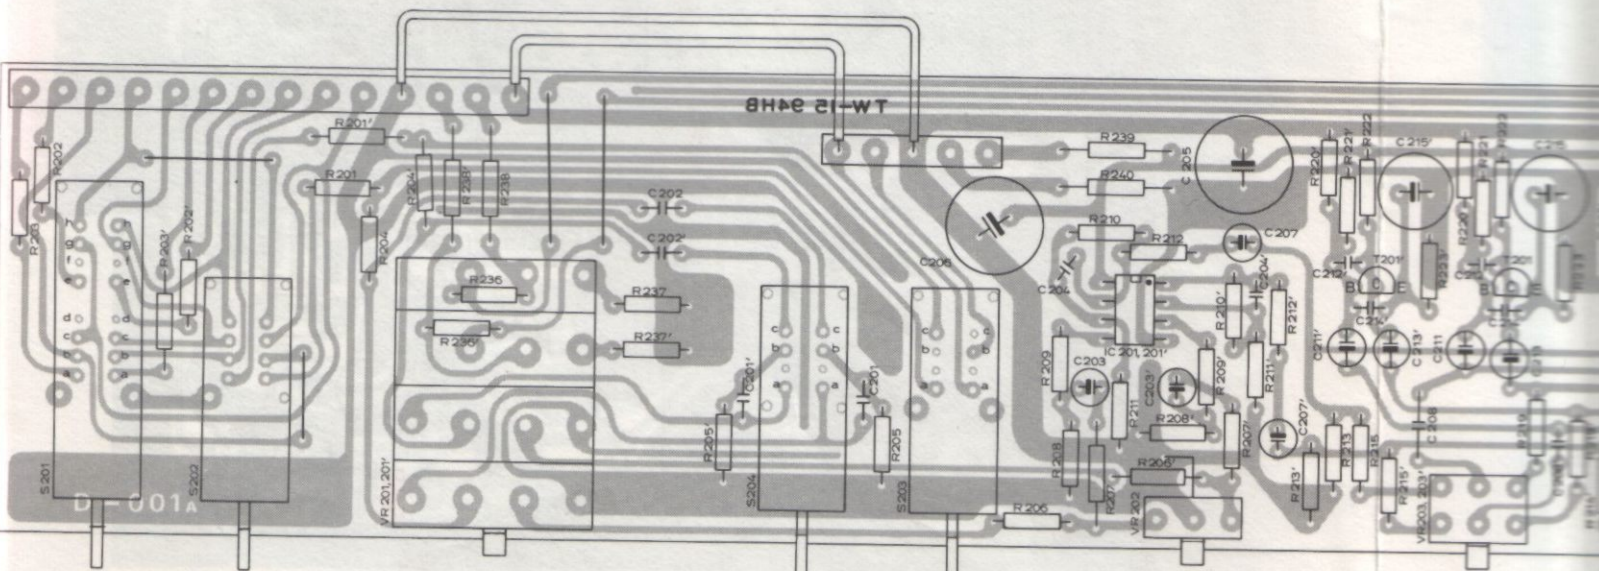 TW-15 94HB
R201'
R202
R203
R201
R204'
R238'
R238
R204
R203'
R202'
h
g
f
e
d
c
b
a
h
g
f
e
d
c
b
a
S201
S202
D-001A
R236
R236'
VR201,201'
C202
C202'
R237
R237'
C201'
R205'
c
b
a
c
b
a
S204
C201
R205
c
b
a
c
b
a
S203
C206
R239
R240
C205
R210
R212
C207
C204
IC201,201'
R210'
C204'
R212'
R209
C203
R211
C203'
R209'
R211'
R208'
R207'
C207'
R208
R207
R206'
R206
VR202
R220'
R221'
R222
C215'
C212'
T201'
B C E
C214'
R223'
C211'
C213'
C211
R213'
R213
R215
R215'
C208
VR203,203'
R221
R222
R220
T201
R219